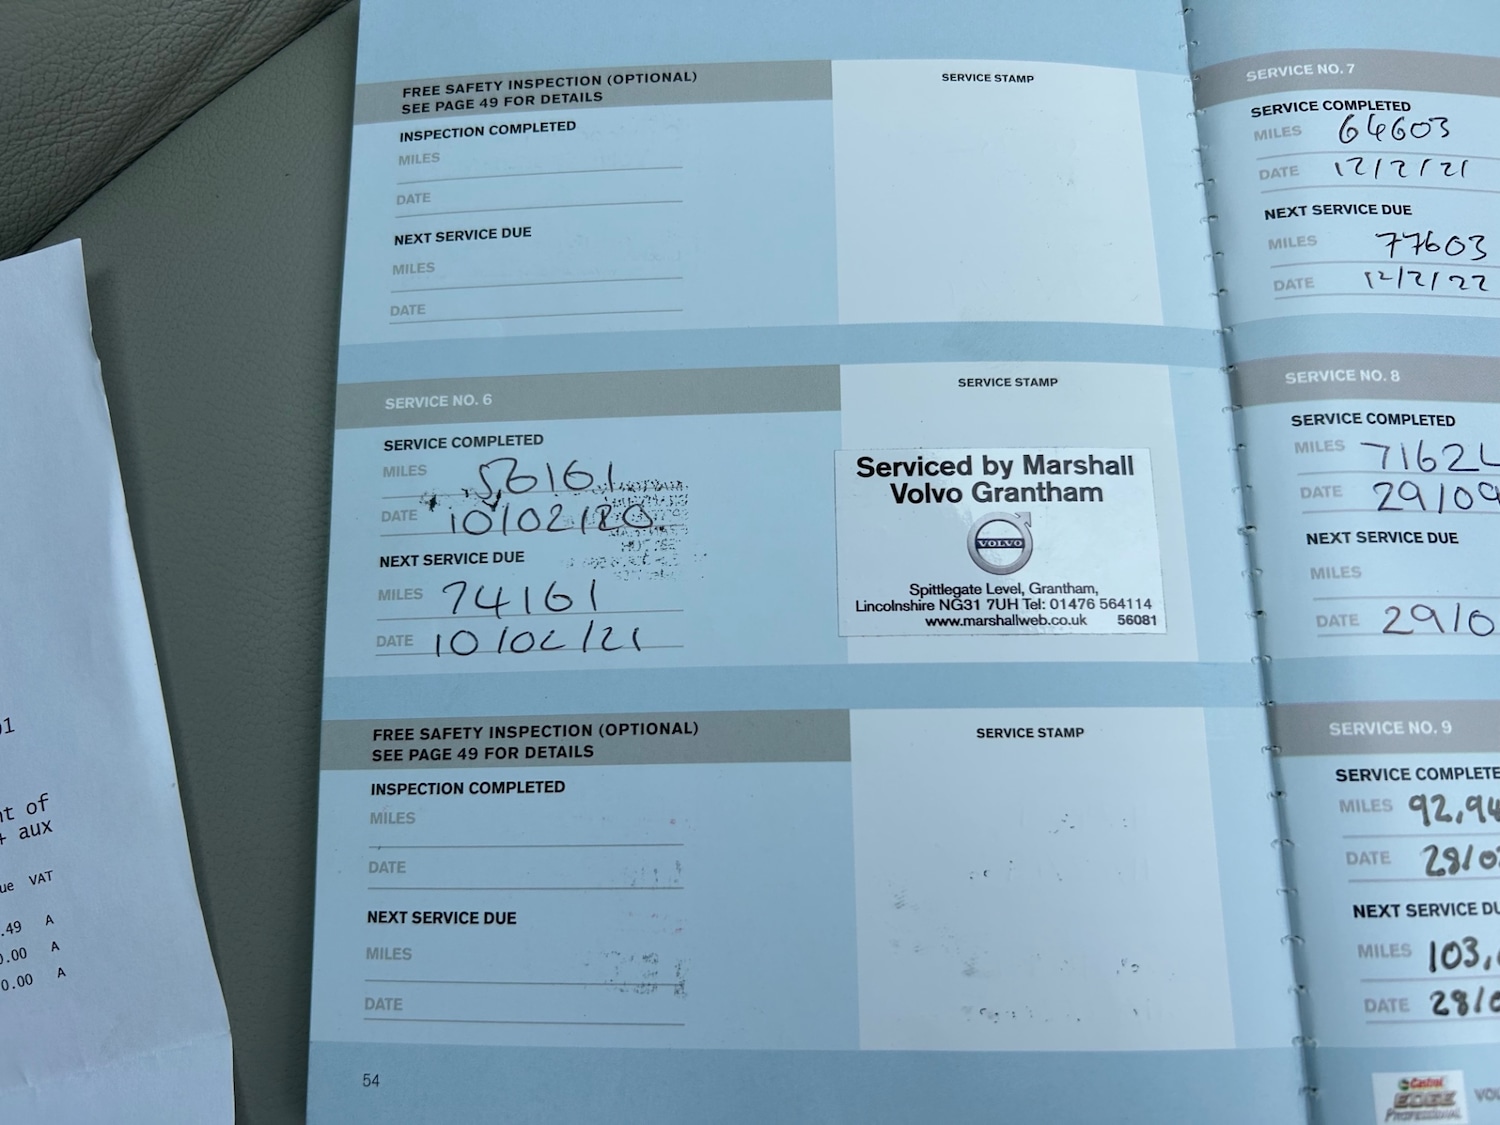 FREE SAFETY INSPECTION (OPTIONAL)
SEE PAGE 49 FOR DETAILS
INSPECTION COMPLETED
MILES
DATE
NEXT SERVICE DUE
MILES
DATE
SERVICE STAMP
SERVICE NO. 6
SERVICE COMPLETED
MILES 56161
DATE 10/02/20
NEXT SERVICE DUE
MILES 74161
DATE 10/02/21
SERVICE STAMP
Serviced by Marshall
Volvo Grantham
VOLVO
Spittlegate Level, Grantham,
Lincolnshire NG31 7UH Tel: 01476 564114
www.marshallweb.co.uk 56081
FREE SAFETY INSPECTION (OPTIONAL)
SEE PAGE 49 FOR DETAILS
INSPECTION COMPLETED
MILES
DATE
NEXT SERVICE DUE
MILES
DATE
SERVICE STAMP
54
SERVICE NO. 7
SERVICE COMPLETED
MILES 64603
DATE 12/2/21
NEXT SERVICE DUE
MILES 77603
DATE 12/2/22
SERVICE NO. 8
SERVICE COMPLETED
MILES 7162
DATE 29/09
NEXT SERVICE DUE
MILES
DATE 29/0
SERVICE NO. 9
SERVICE COMPLETE
MILES 92,94
DATE 28/0
NEXT SERVICE DU
MILES 103,
DATE 28/0
Castrol
EDGE
Professional
VOL
nt of
+ aux
ue VAT
.49 A
0.00 A
0.00 A